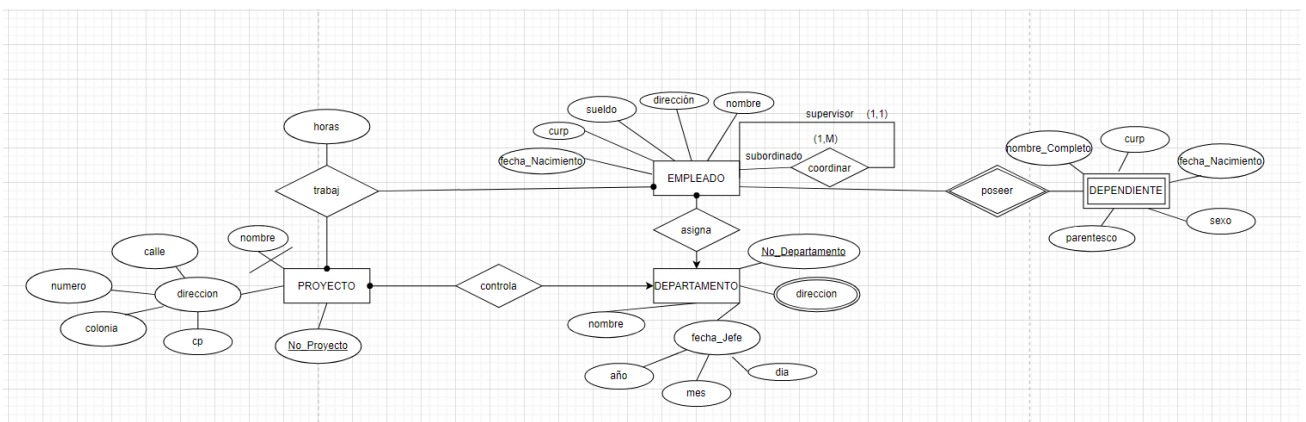 horas
trabaj
sueldo
dirección
nombre
curp
fecha_Nacimiento
EMPLEADO
supervisor (1,1)
(1,M)
subordinado
coordinar
asigna
poseer
nombre_Completo
curp
fecha_Nacimiento
DEPENDIENTE
sexo
parentesco
nombre
calle
numero
direccion
colonia
cp
PROYECTO
No_Proyecto
controla
DEPARTAMENTO
No_Departamento
direccion
nombre
fecha_Jefe
año
mes
dia